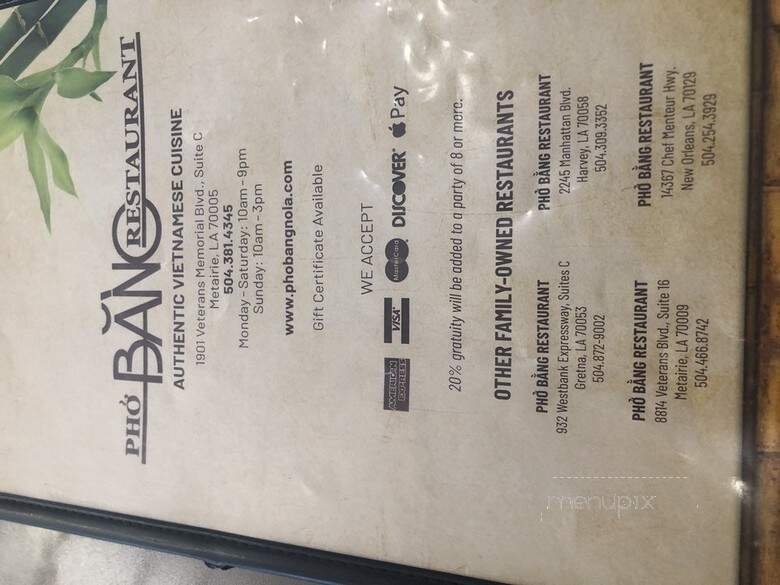 PHỞ
BẰNG
RESTAURANT
AUTHENTIC VIETNAMESE CUISINE
1901 Veterans Memorial Blvd., Suite C
Metairie, LA 70005
504.381.4345
Monday - Saturday: 10am - 9pm
Sunday: 10am - 3pm
www.phobangnola.com
Gift Certificate Available
WE ACCEPT
AMERICAN EXPRESS VISA MasterCard DISCOVER Pay
20% gratuity will be added to a party of 8 or more.
OTHER FAMILY-OWNED RESTAURANTS
PHỞ BẰNG RESTAURANT
932 Westbank Expressway, Suites C
Gretna, LA 70053
504.872-9002
PHỞ BẰNG RESTAURANT
2245 Manhattan Blvd.
Harvey, LA 70058
504.309.3352
PHỞ BẰNG RESTAURANT
8814 Veterans Blvd., Suite 16
Metairie, LA 70009
504.466.8742
PHỞ BẰNG RESTAURANT
14367 Chef Menteur Hwy.
New Orleans, LA 70129
504.254.3929
menupix